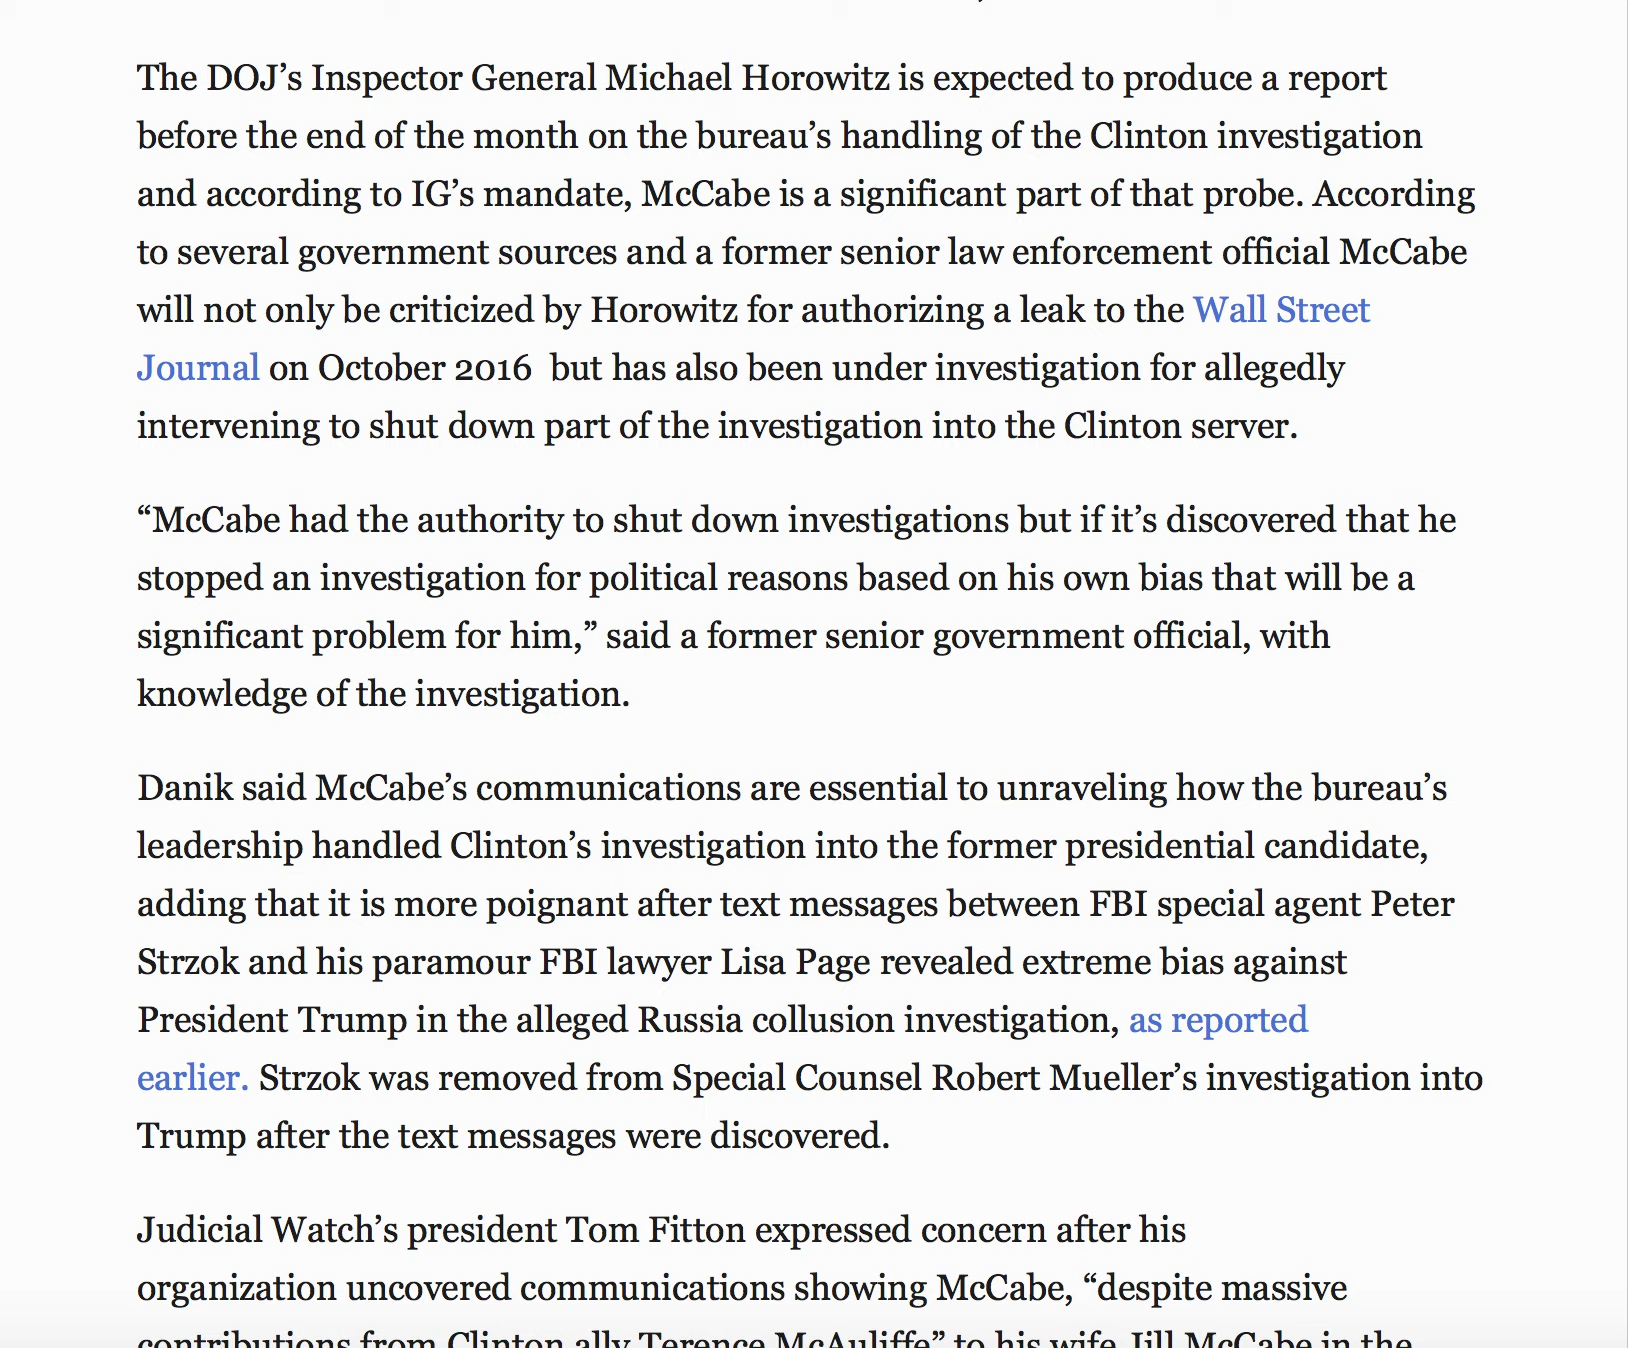 The DOJ’s Inspector General Michael Horowitz is expected to produce a report
before the end of the month on the bureau’s handling of the Clinton investigation
and according to IG’s mandate, McCabe is a significant part of that probe. According
to several government sources and a former senior law enforcement official McCabe
will not only be criticized by Horowitz for authorizing a leak to the Wall Street
Journal on October 2016  but has also been under investigation for allegedly
intervening to shut down part of the investigation into the Clinton server.
“McCabe had the authority to shut down investigations but if it’s discovered that he
stopped an investigation for political reasons based on his own bias that will be a
significant problem for him,” said a former senior government official, with
knowledge of the investigation.
Danik said McCabe’s communications are essential to unraveling how the bureau’s
leadership handled Clinton’s investigation into the former presidential candidate,
adding that it is more poignant after text messages between FBI special agent Peter
Strzok and his paramour FBI lawyer Lisa Page revealed extreme bias against
President Trump in the alleged Russia collusion investigation, as reported
earlier. Strzok was removed from Special Counsel Robert Mueller’s investigation into
Trump after the text messages were discovered.
Judicial Watch’s president Tom Fitton expressed concern after his
organization uncovered communications showing McCabe, “despite massive
contributions from Clinton ally Terence McAuliffe” to his wife Jill McCabe in the